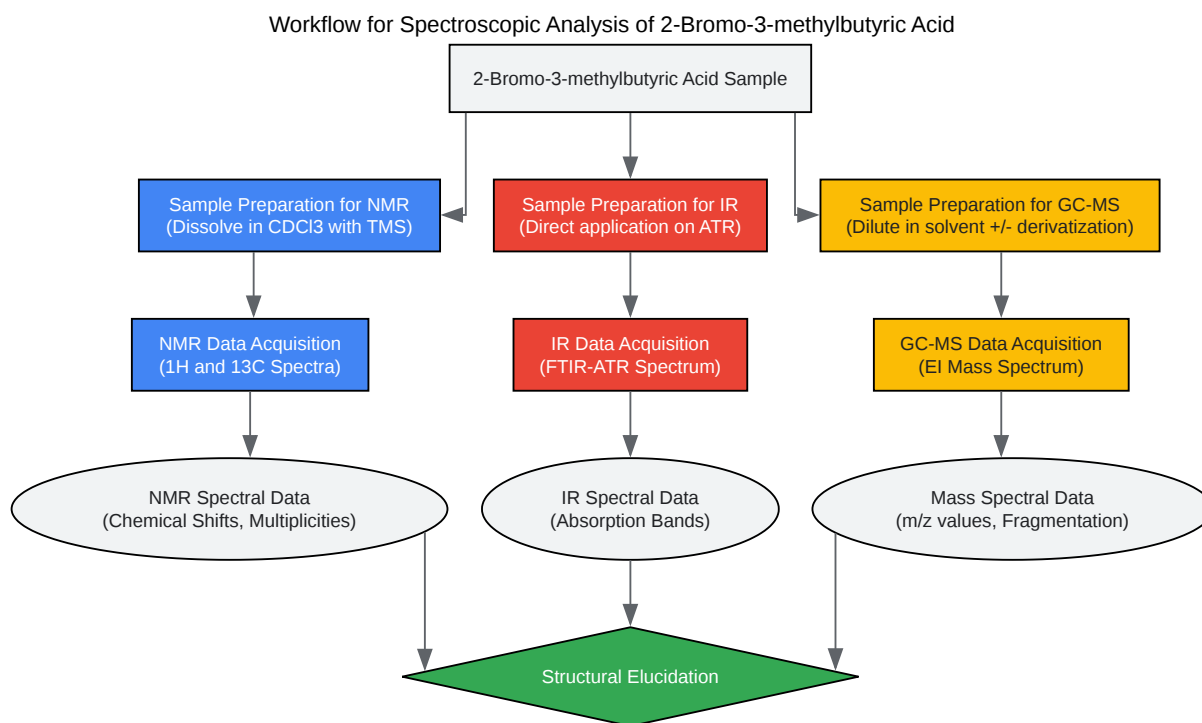 Workflow for Spectroscopic Analysis of 2-Bromo-3-methylbutyric Acid
2-Bromo-3-methylbutyric Acid Sample
Sample Preparation for NMR
(Dissolve in CDCl3 with TMS)
Sample Preparation for IR
(Direct application on ATR)
Sample Preparation for GC-MS
(Dilute in solvent +/- derivatization)
NMR Data Acquisition
(1H and 13C Spectra)
IR Data Acquisition
(FTIR-ATR Spectrum)
GC-MS Data Acquisition
(EI Mass Spectrum)
NMR Spectral Data
(Chemical Shifts, Multiplicities)
IR Spectral Data
(Absorption Bands)
Mass Spectral Data
(m/z values, Fragmentation)
Structural Elucidation